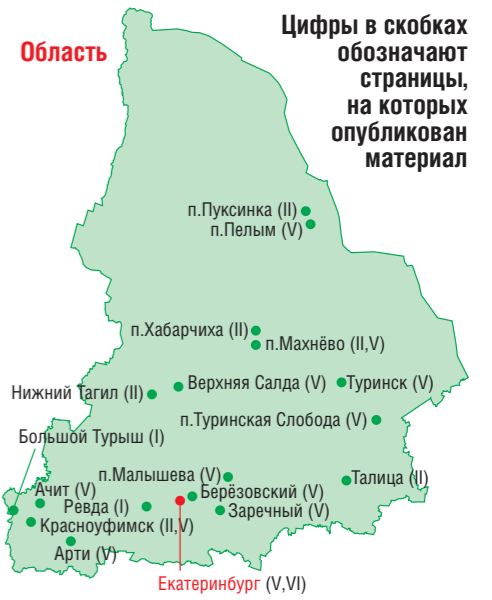 Область
Цифры в скобках
обозначают
страницы,
на которых
опубликован
материал
п.Пуксинка (II)
п.Пелым (V)
п.Хабарчиха (II)
п.Махнёво (II,V)
Верхняя Салда (V)
Туринск (V)
Нижний Тагил (II)
п.Туринская Слобода (V)
Большой Турыш (I)
п.Малышева (V)
Талица (II)
Ачит (V)
Берёзовский (V)
Ревда (I)
Заречный (V)
Красноуфимск (II,V)
Арти (V)
Екатеринбург (V,VI)